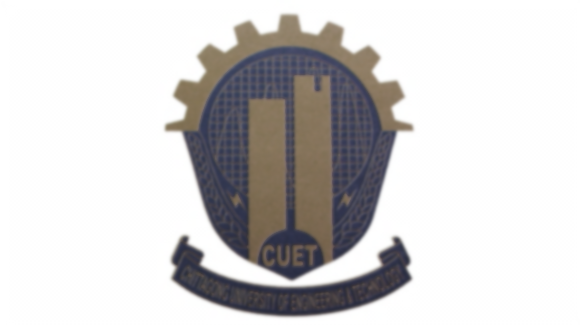 CUET
CHITTAGONG UNIVERSITY OF ENGINEERING & TECHNOLOGY